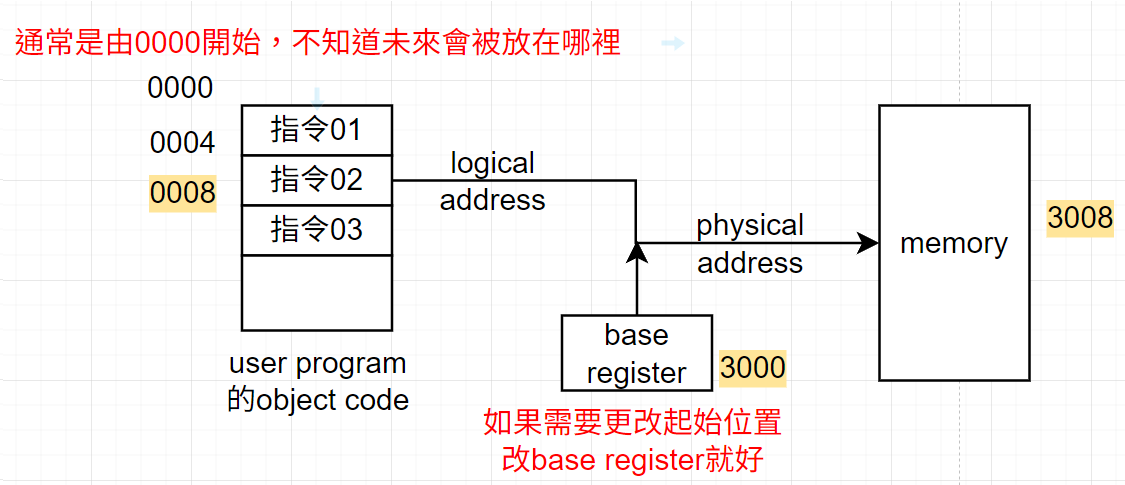 通常是由0000開始，不知道未來會被放在哪裡
0000
指令01
0004
指令02
0008
指令03
logical
address
physical
address
memory
3008
base
register
3000
user program
的object code
如果需要更改起始位置
改base register就好